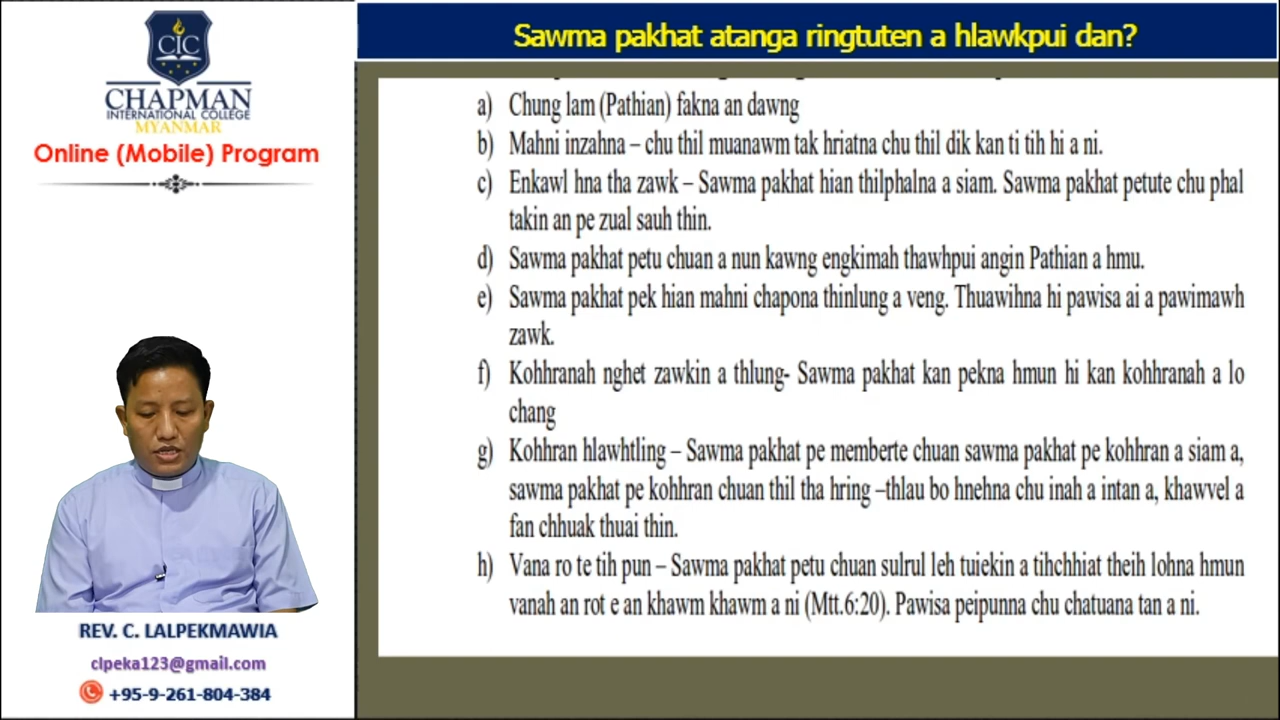 CIC
CHAPMAN
INTERNATIONAL COLLEGE
MYANMAR
Online (Mobile) Program
REV. C. LALPEKMAWIA
clpeka123@gmail.com
+95-9-261-804-384
Sawma pakhat atanga ringtuten a hlawkpui dan?
a) Chung lam (Pathian) fakna an dawng
b) Mahni inzahna – chu thil muanawm tak hriatna chu thil dik kan ti tih hi a ni.
c) Enkawl hna tha zawk – Sawma pakhat hian thilphalna a siam. Sawma pakhat petute chu phal
takin an pe zual sauh thin.
d) Sawma pakhat petu chuan a nun kawng engkimah thawhpui angin Pathian a hmu.
e) Sawma pakhat pek hian mahni chapona thinlung a veng. Thuawihna hi pawisa ai a pawimawh
zawk.
f) Kohhranah nghet zawkin a thlung- Sawma pakhat kan pekna hmun hi kan kohhranah a lo
chang
g) Kohhran hlawhtling – Sawma pakhat pe memberte chuan sawma pakhat pe kohhran a siam a,
sawma pakhat pe kohhran chuan thil tha hring –thlau bo hnehna chu inah a intan a, khawvel a
fan chhuak thuai thin.
h) Vana ro te tih pun – Sawma pakhat petu chuan sulrul leh tuiekin a tihchhiat theih lohna hmun
vanah an rot e an khawm khawm a ni (Mtt.6:20). Pawisa peipunna chu chatuana tan a ni.